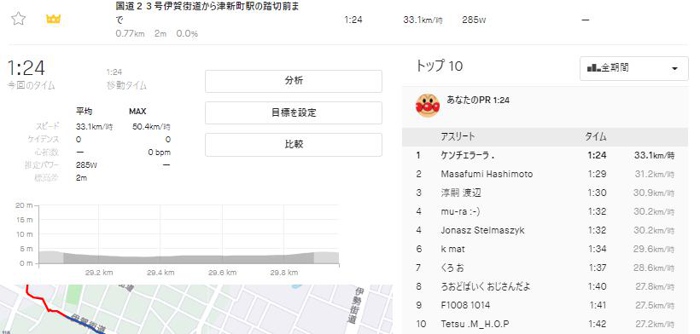 国道２３号伊賀街道から津新町駅の踏切前ま
で
0.77km 2m 0.0%
1:24 33.1km/時 285W —
1:24
今回のタイム
1:24
移動タイム
平均 MAX
スピード 33.1km/時 50.4km/時
ケイデンス 0 0
心拍数 — 0 bpm
推定パワー 285W —
標高差 2m
分析
目標を設定
比較
20 m
15 m
10 m
5 m
0 m
29.2 km 29.4 km 29.6 km 29.8 km
伊賀街道
伊勢街道
トップ 10
全期間
あなたのPR 1:24
アスリート タイム
1 ケンチェラーラ . 1:24 33.1km/時
2 Masafumi Hashimoto 1:29 31.2km/時
3 淳嗣 渡辺 1:30 30.9km/時
4 mu-ra :-) 1:32 30.2km/時
4 Jonasz Stelmaszyk 1:32 30.2km/時
6 k mat 1:34 29.6km/時
7 くろ お 1:37 28.6km/時
8 ろおどばいく おじさんだよ 1:40 27.8km/時
9 F1008 1014 1:41 27.5km/時
10 Tetsu .M_H.O.P 1:42 27.2km/時